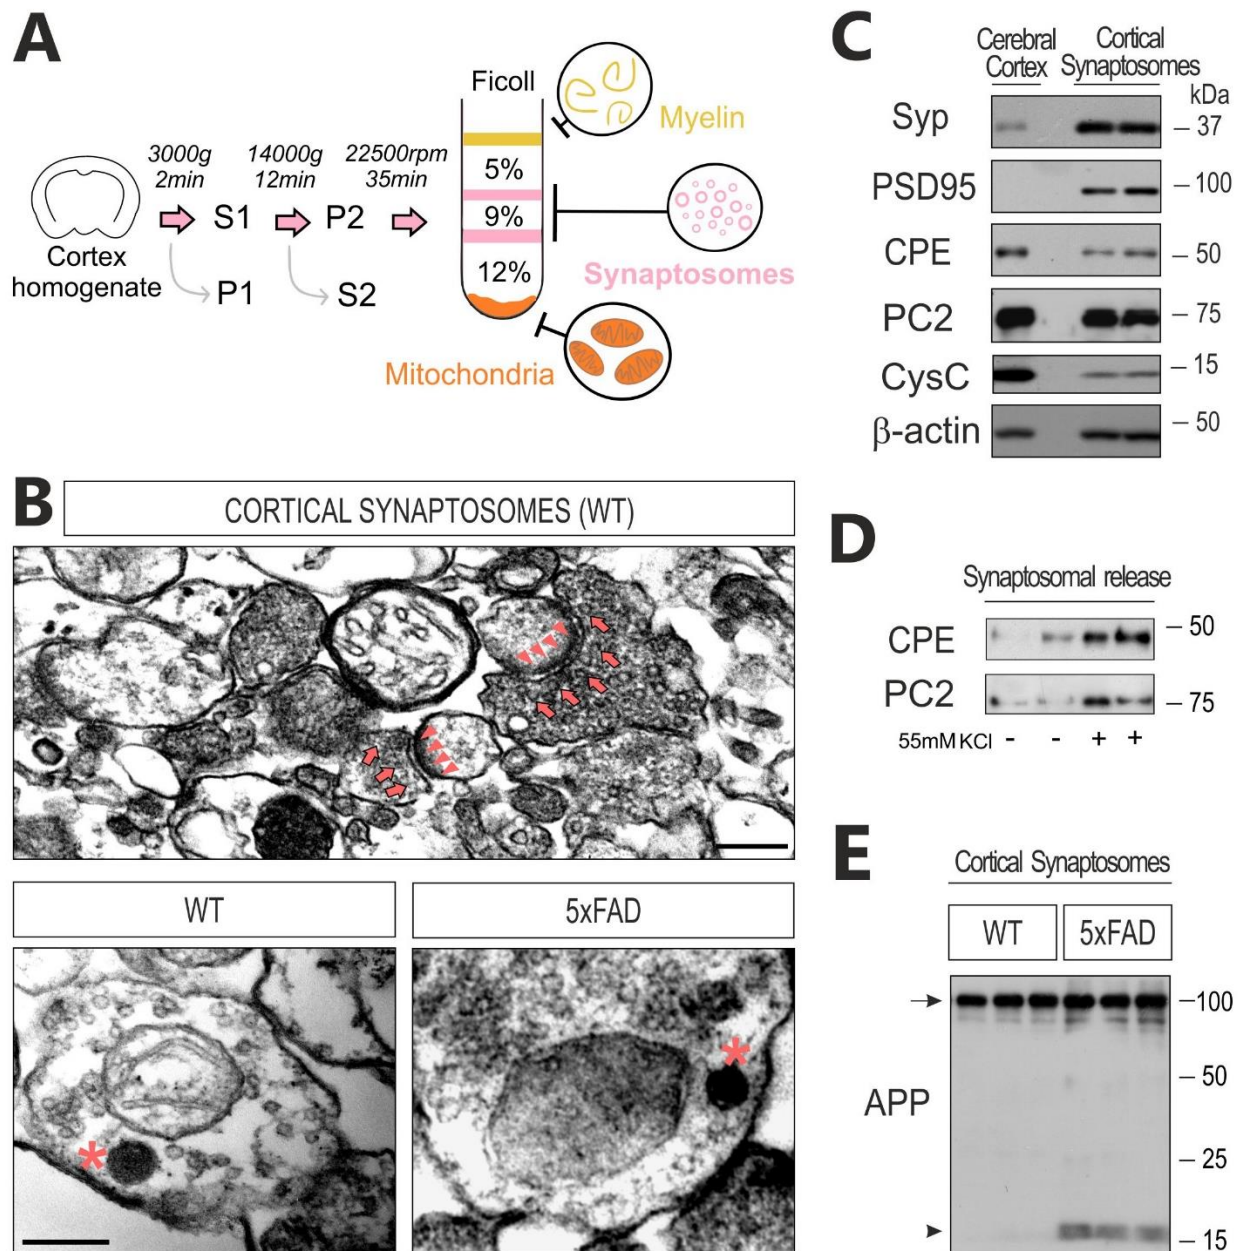 A
3000g
2min
14000g
12min
22500rpm
35min
Cortex
homogenate
S1
P1
P2
S2
Ficoll
5%
9%
12%
Myelin
Synaptosomes
Mitochondria
B
CORTICAL SYNAPTOSOMES (WT)
WT
5xFAD
*
*
C
Cerebral
Cortex
Cortical
Synaptosomes
kDa
Syp
– 37
PSD95
– 100
CPE
– 50
PC2
– 75
CysC
– 15
β-actin
– 50
D
Synaptosomal release
CPE
– 50
PC2
– 75
55mM KCl - - + +
E
Cortical Synaptosomes
WT
5xFAD
APP
– 100
– 50
– 25
– 15